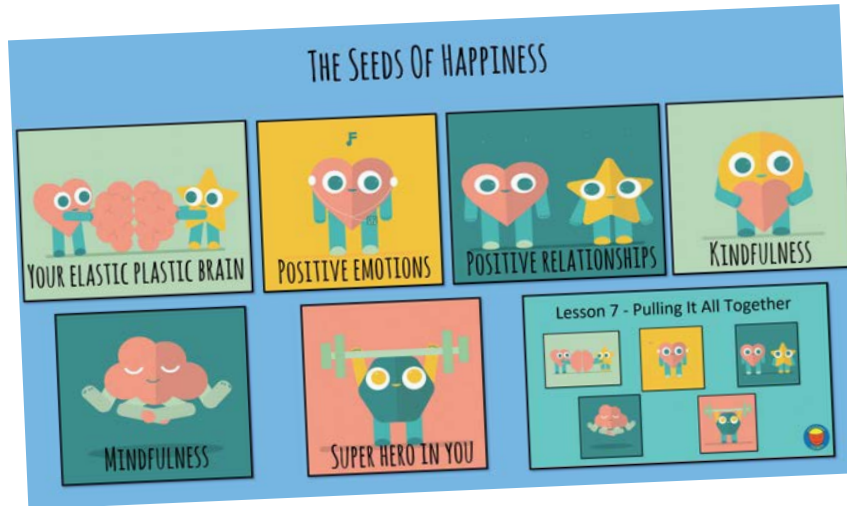 THE SEEDS OF HAPPINESS
YOUR ELASTIC PLASTIC BRAIN
POSITIVE EMOTIONS
POSITIVE RELATIONSHIPS
KINDFULNESS
MINDFULNESS
SUPER HERO IN YOU
Lesson 7 - Pulling It All Together